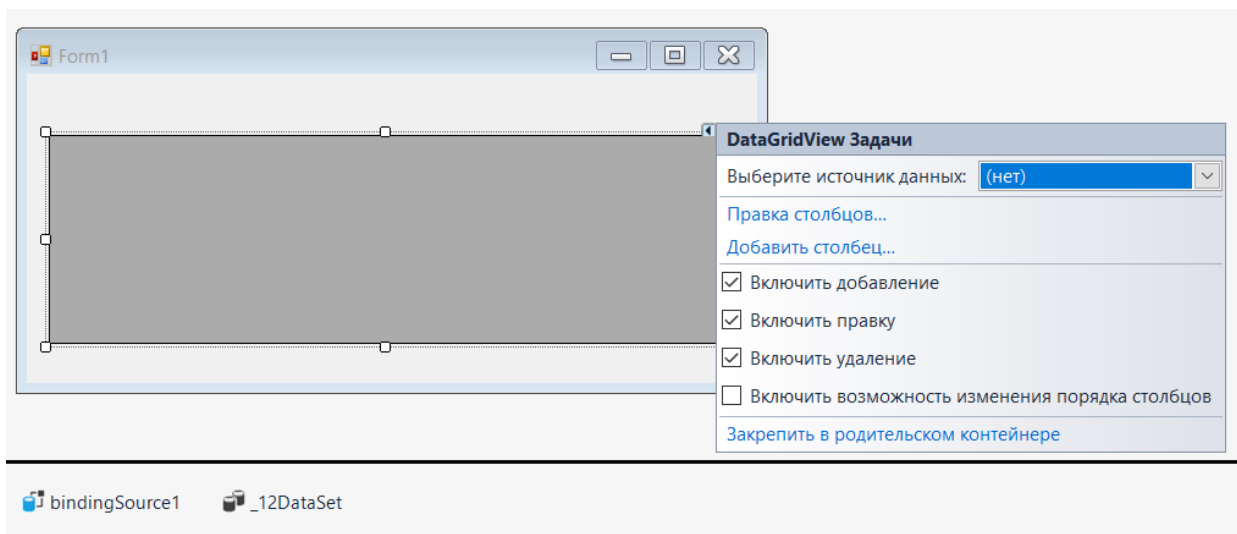 Form1
DataGridView Задачи
Выберите источник данных: (нет)
Правка столбцов...
Добавить столбец...
Включить добавление
Включить правку
Включить удаление
Включить возможность изменения порядка столбцов
Закрепить в родительском контейнере
bindingSource1 _12DataSet